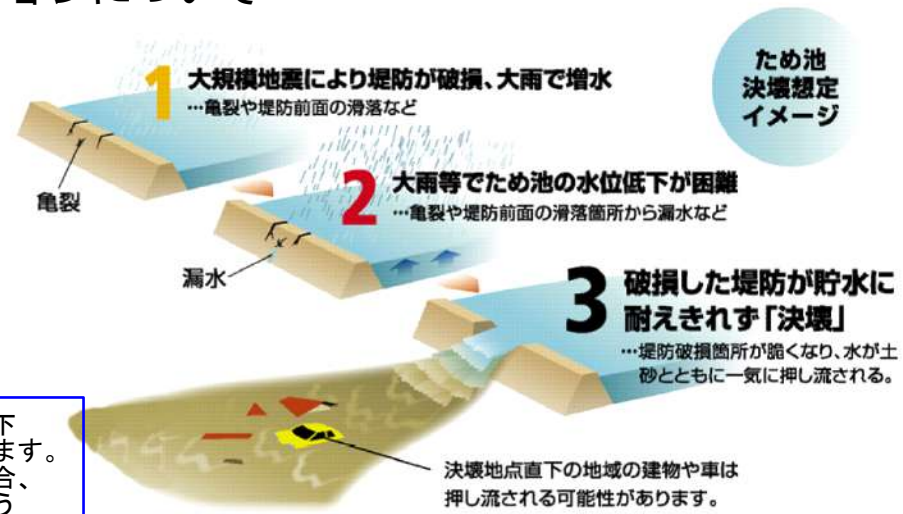 ため池
決壊想定
イメージ
1 大規模地震により堤防が破損、大雨で増水
…亀裂や堤防前面の滑落など
亀裂
2 大雨等でため池の水位低下が困難
…亀裂や堤防前面の滑落箇所から漏水など
漏水
3 破損した堤防が貯水に
耐えきれず「決壊」
…堤防破損箇所が脆くなり、水が土
砂とともに一気に押し流される。
下
ます。
合、
う
決壊地点直下の地域の建物や車は
押し流される可能性があります。